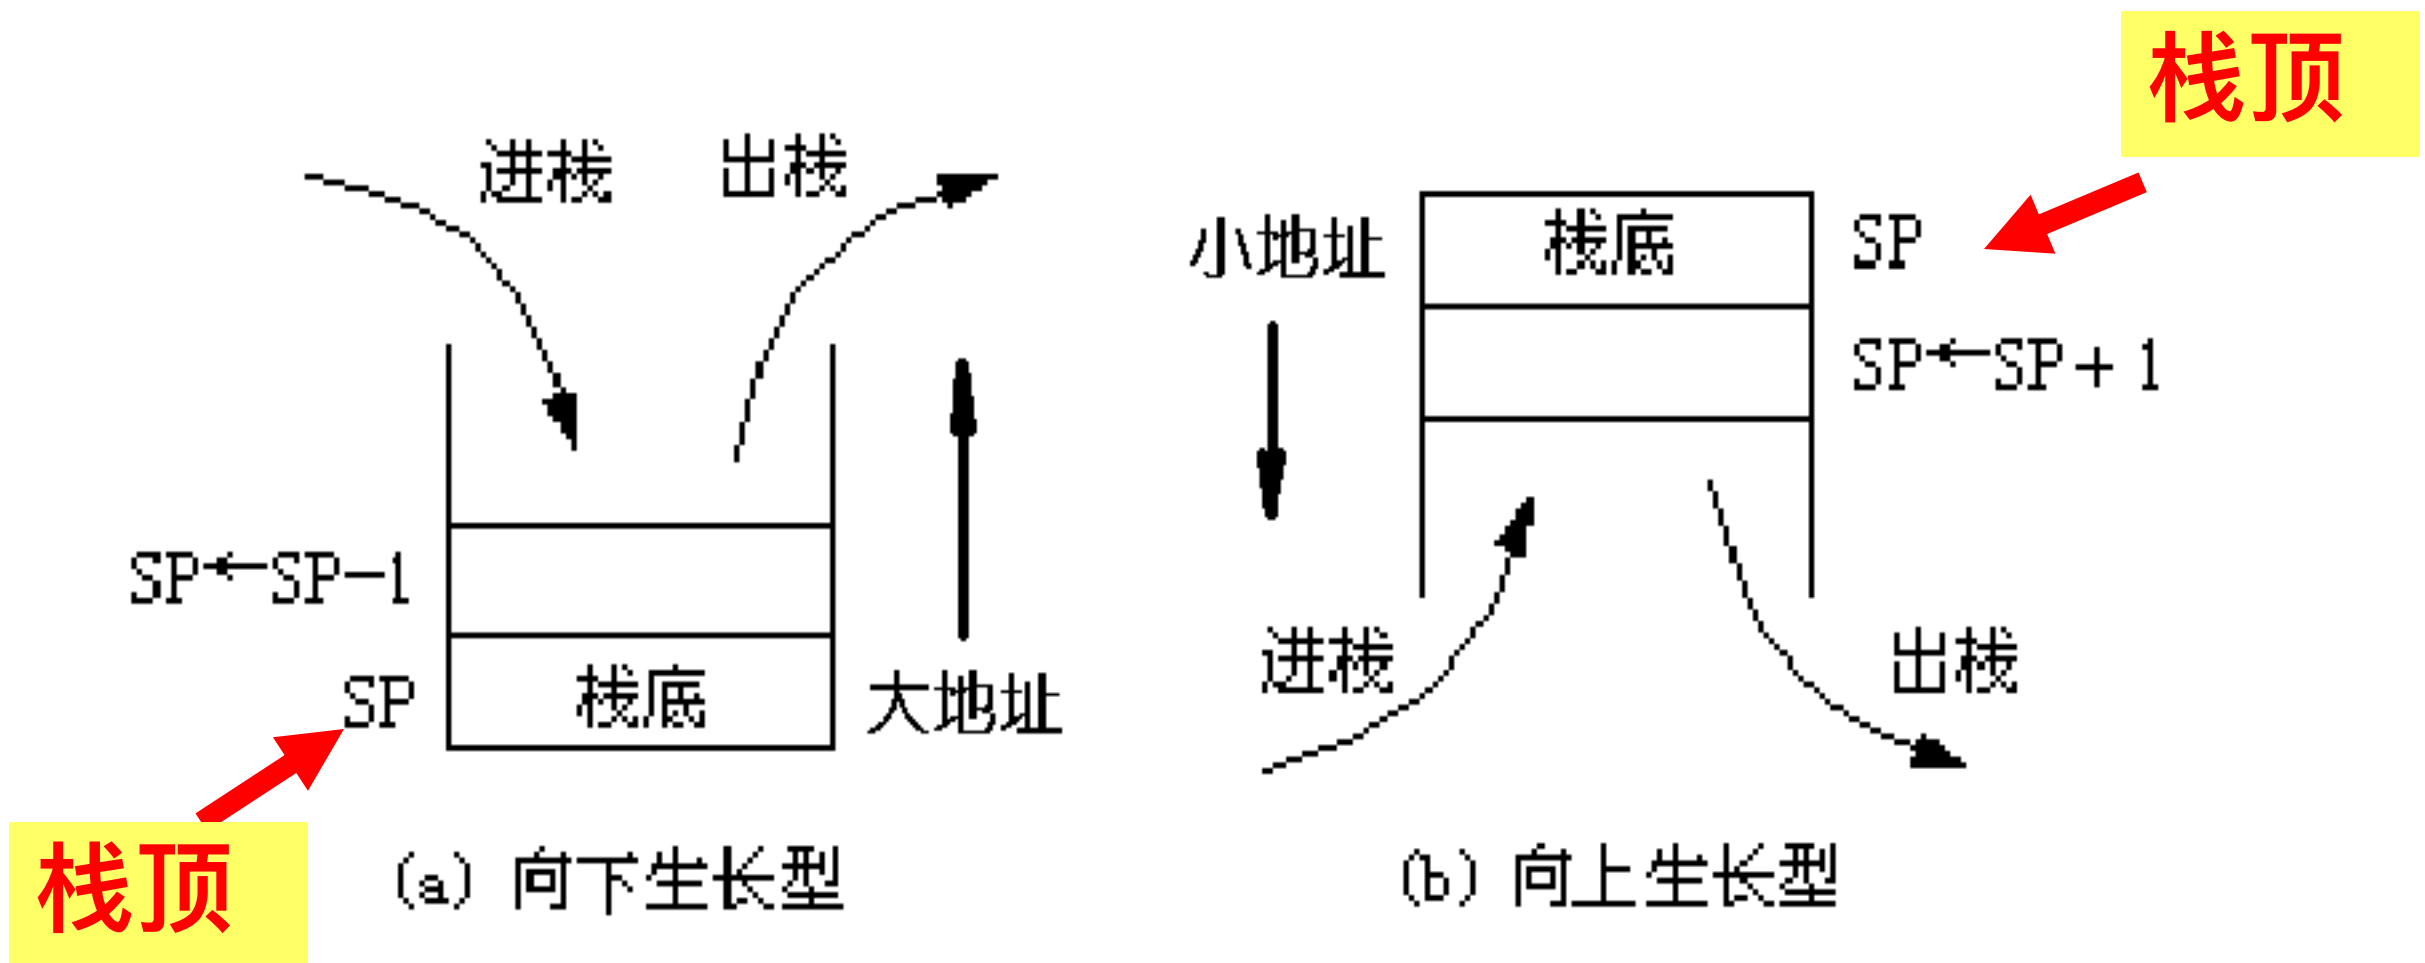 进栈 出栈
SP←SP-1
SP 栈底 大地址
栈顶
(a) 向下生长型
栈顶
小地址 栈底 SP
SP←SP+1
进栈 出栈
(b) 向上生长型